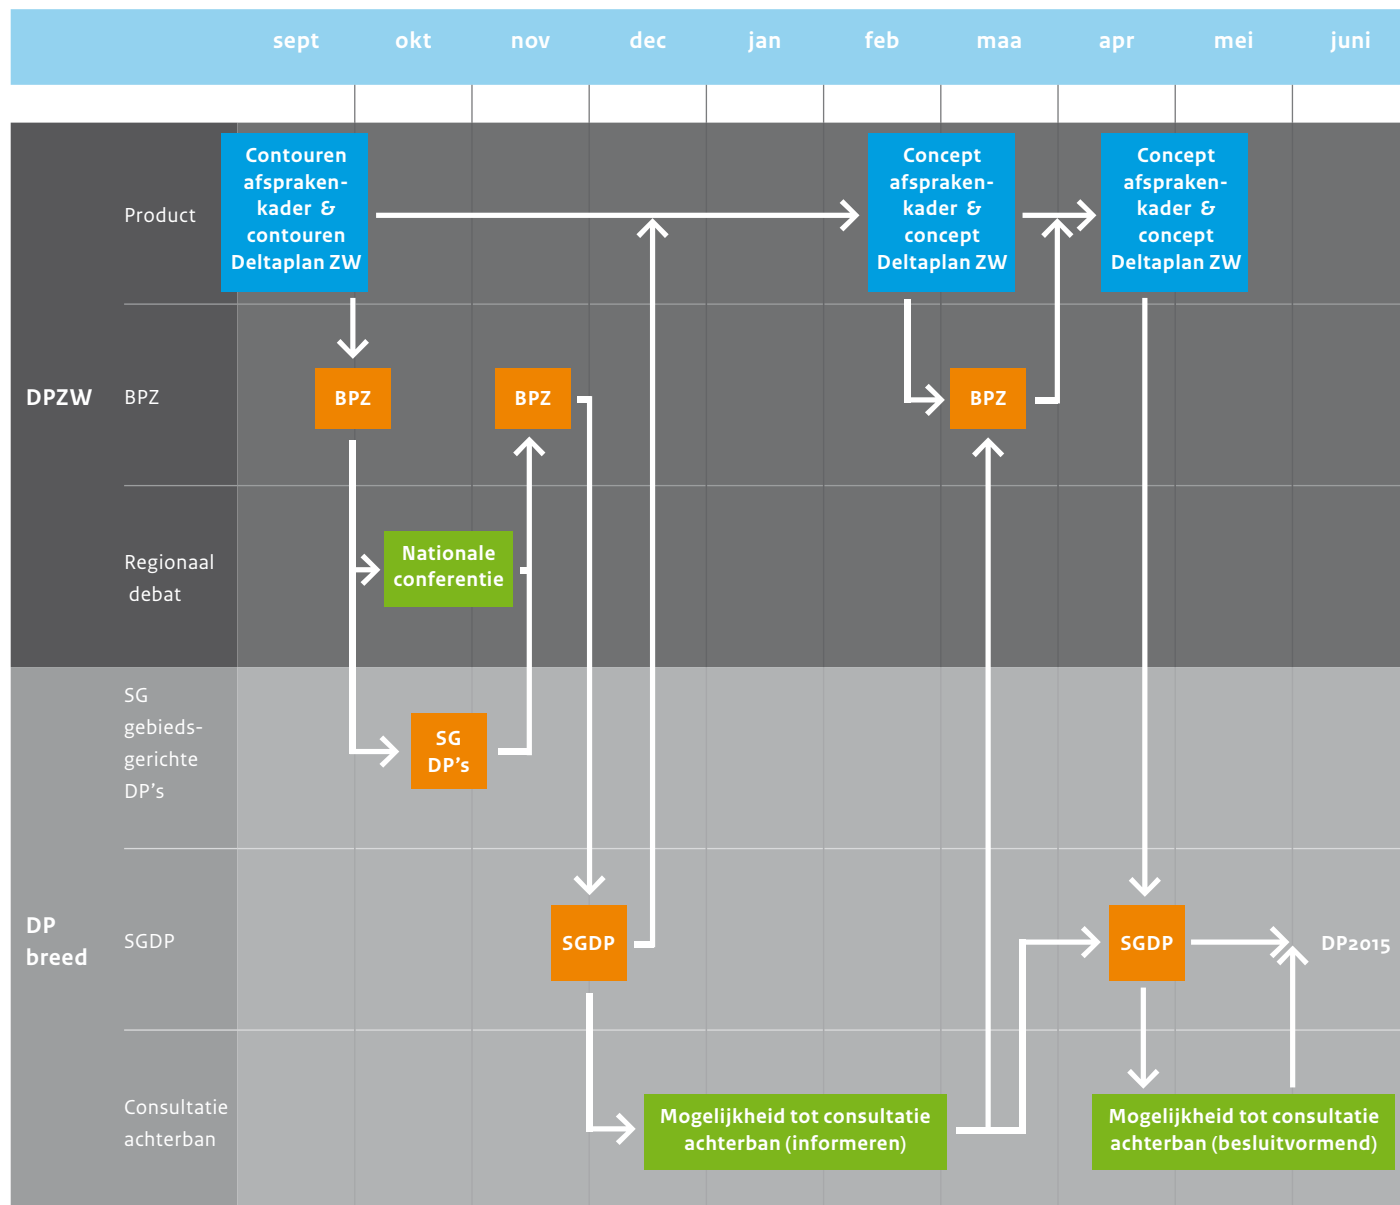 sept okt nov dec jan feb maa apr mei juni
Contouren
afspraken-
kader &
contouren
Deltaplan ZW
Concept
afspraken-
kader &
concept
Deltaplan ZW
Concept
afspraken-
kader &
concept
Deltaplan ZW
Product
DPZW
BPZ
BPZ
BPZ
BPZ
Regionaal
debat
Nationale
conferentie
SG
gebieds-
gerichte
DP's
SG
DP's
DP
breed
SGDP
SGDP
SGDP
DP2015
Consultatie
achterban
Mogelijkheid tot consultatie
achterban (informeren)
Mogelijkheid tot consultatie
achterban (besluitvormend)